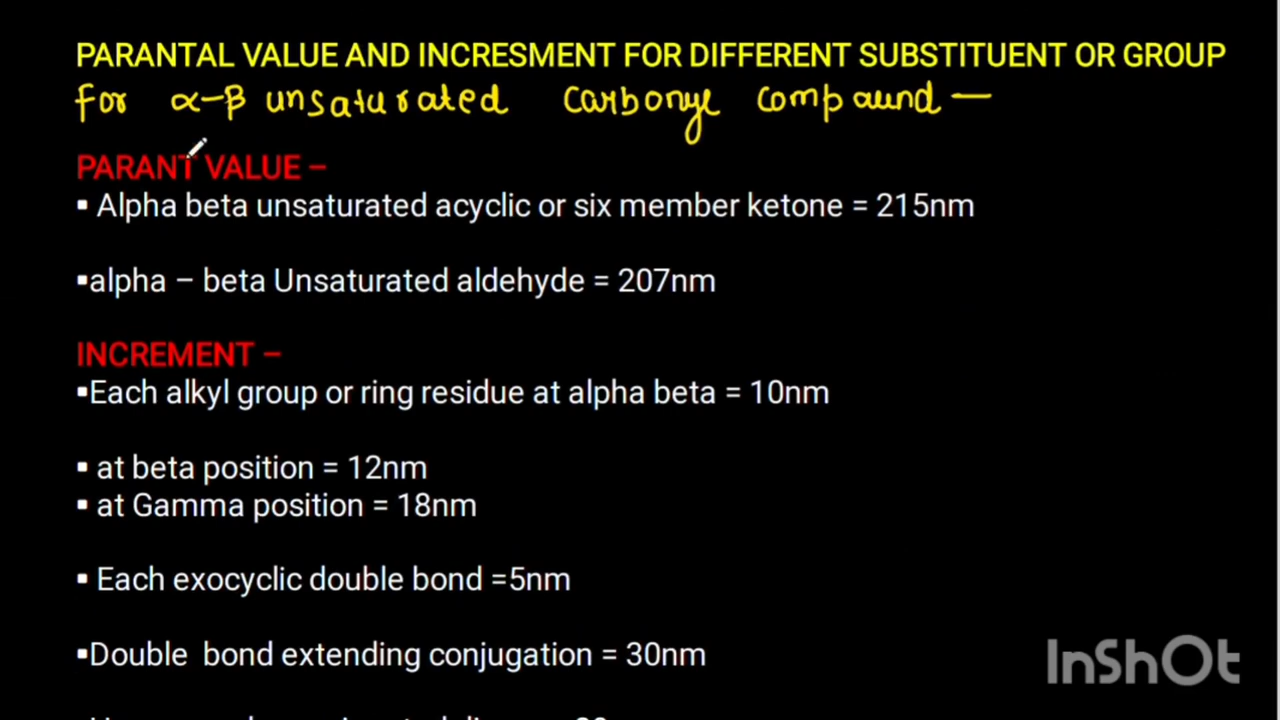 PARANTAL VALUE AND INCRESMENT FOR DIFFERENT SUBSTITUENT OR GROUP
for α-β unsaturated carbonyl compaund —
PARANT VALUE –
▪ Alpha beta unsaturated acyclic or six member ketone = 215nm
▪alpha – beta Unsaturated aldehyde = 207nm
INCREMENT –
▪Each alkyl group or ring residue at alpha beta = 10nm
▪ at beta position = 12nm
▪ at Gamma position = 18nm
▪ Each exocyclic double bond =5nm
▪Double bond extending conjugation = 30nm
InShOt